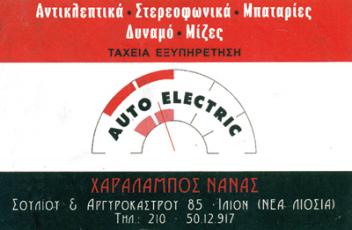 Αντικλεπτικά • Στερεοφωνικά • Μπαταρίες
Δυναμό • Μίζες
ΤΑΧΕΙΑ ΕΞΥΠΗΡΕΤΗΣΗ
AUTO ELECTRIC
ΧΑΡΑΛΑΜΠΟΣ ΝΑΝΑΣ
ΣΟΥΛΙΟΥ & ΑΡΓΥΡΟΚΑΣΤΡΟΥ 85 · ΙΛΙΟΝ (ΝΕΑ ΛΙΟΣΙΑ)
ΤΗΛ.: 210 - 50.12.917